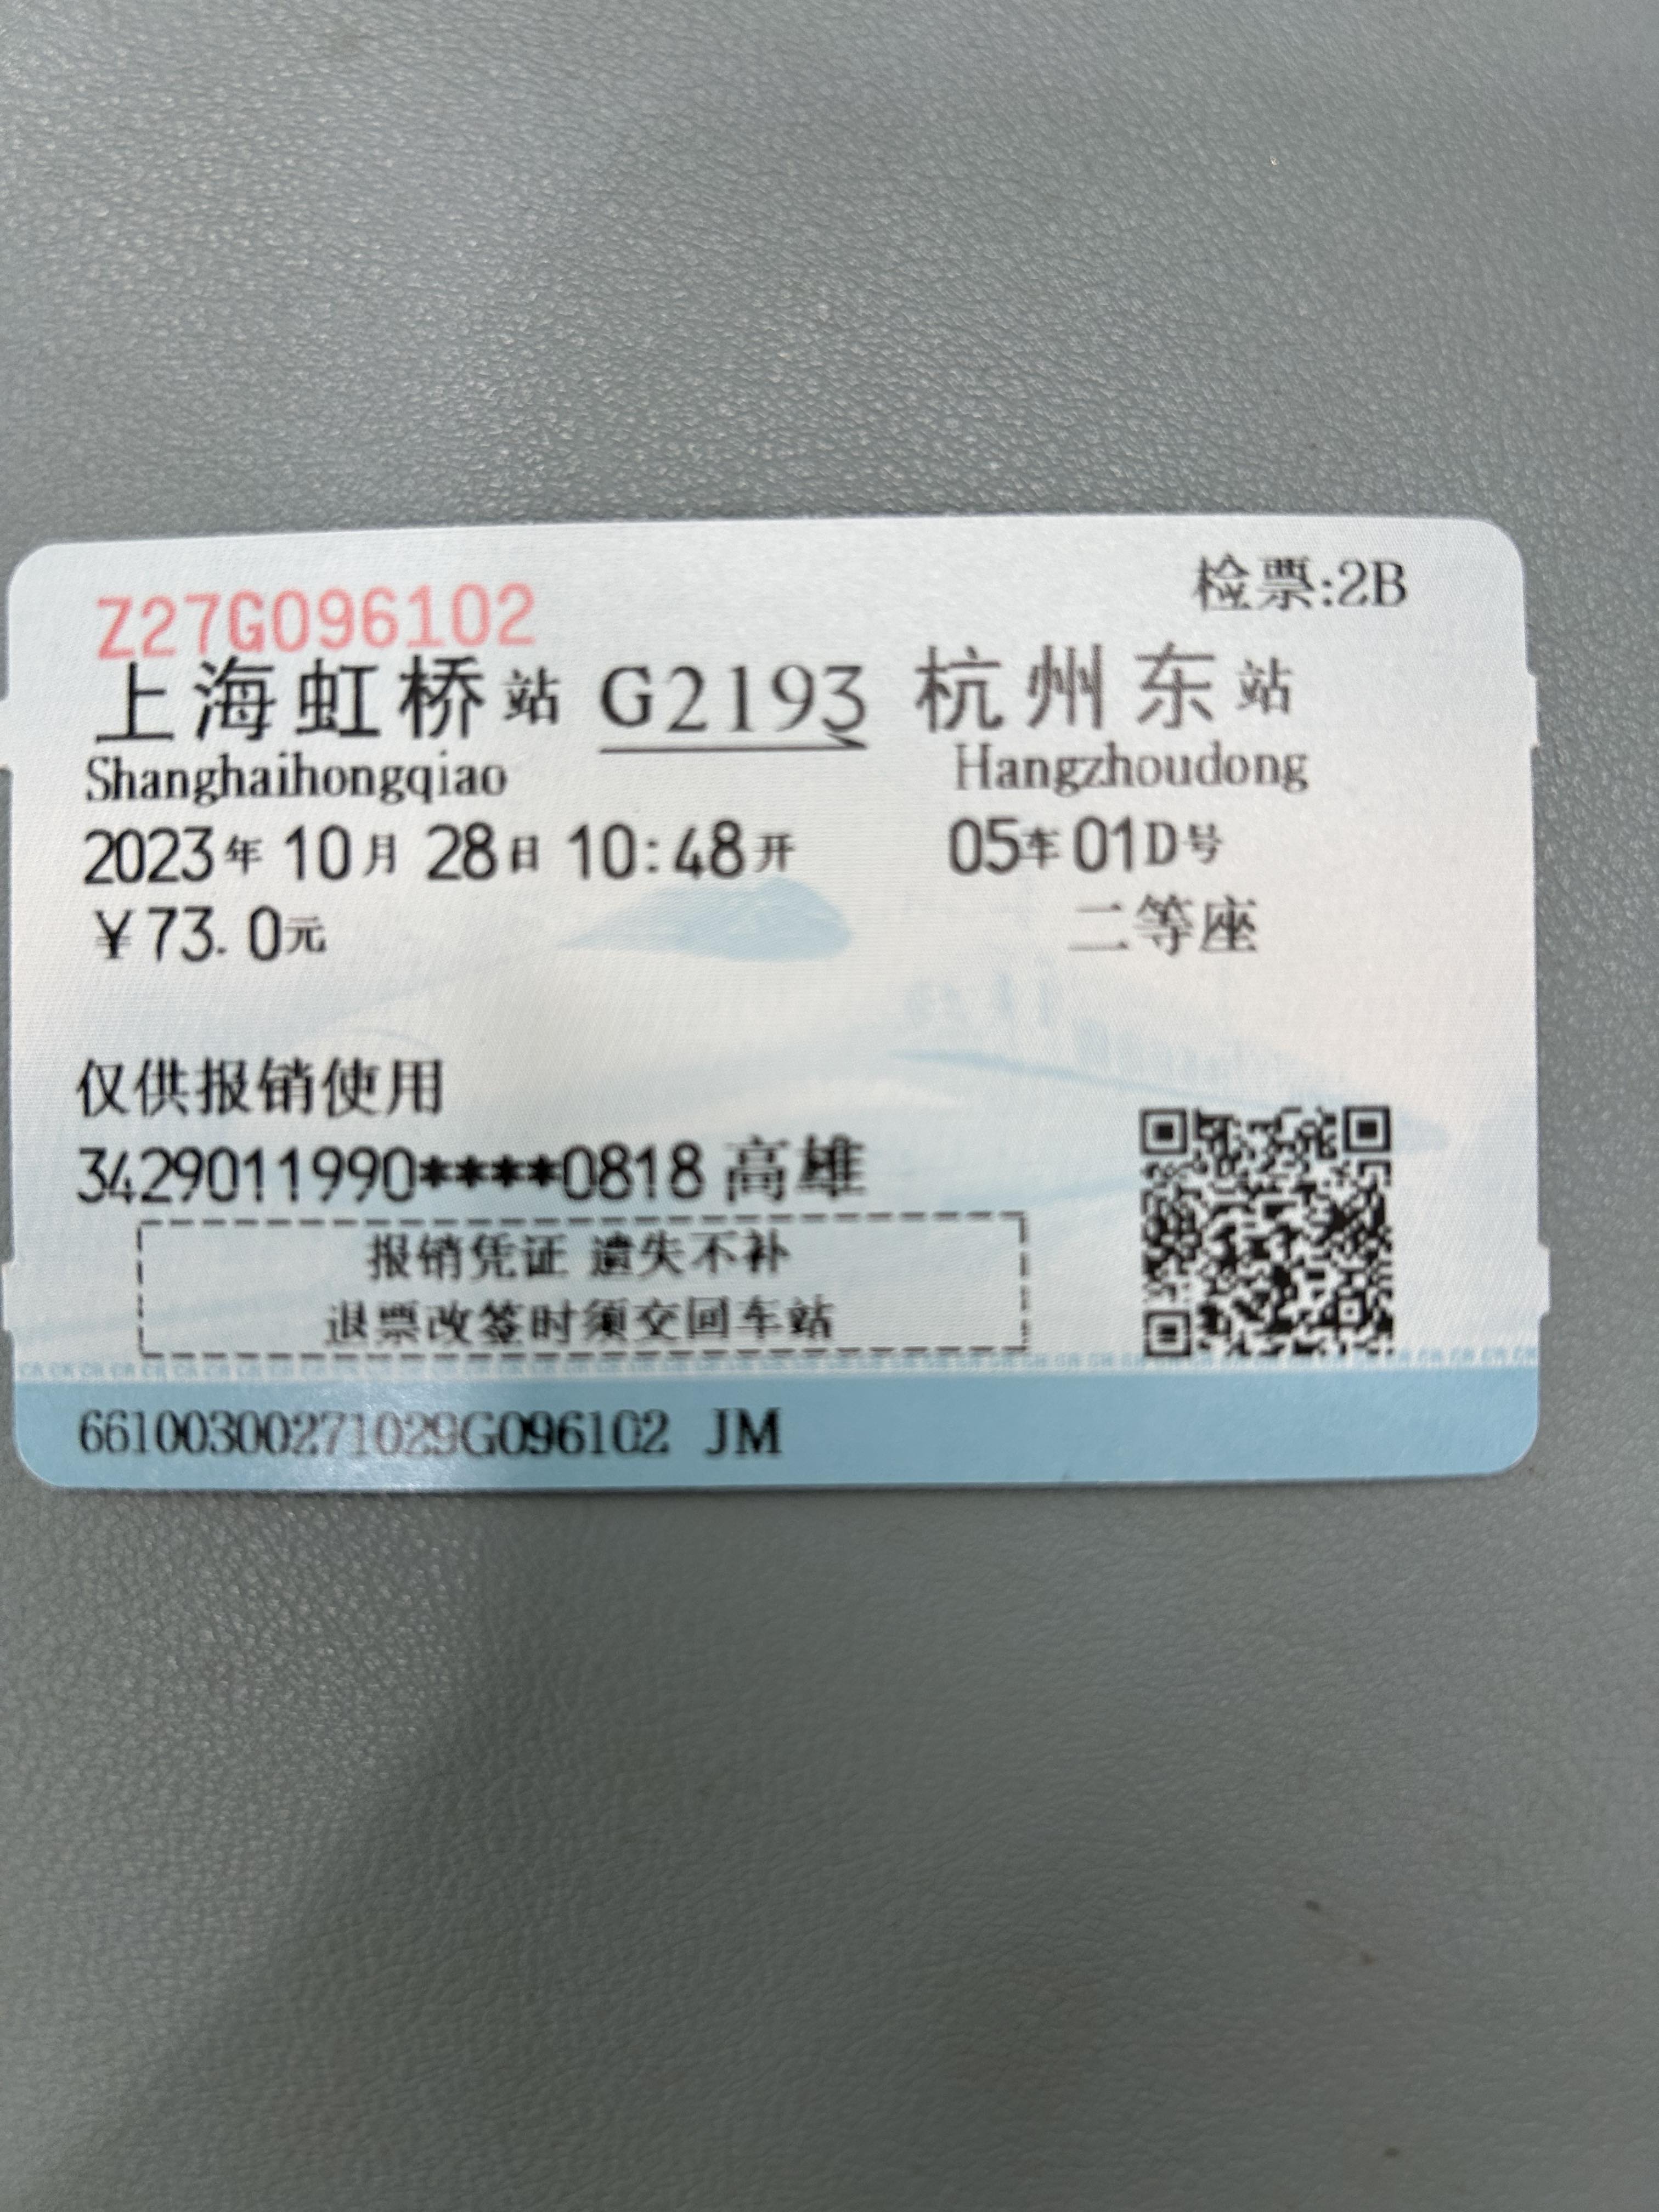 检票:2B
Z27G096102
上海虹桥站 G2193 杭州东站
Shanghaihongqiao Hangzhoudong
2023年10月28日10:48开 05车01D号
￥73.0元 二等座
仅供报销使用
3429011990****0818 高雄
报销凭证 遗失不补
退票改签时须交回车站
66100300271029G096102 JM